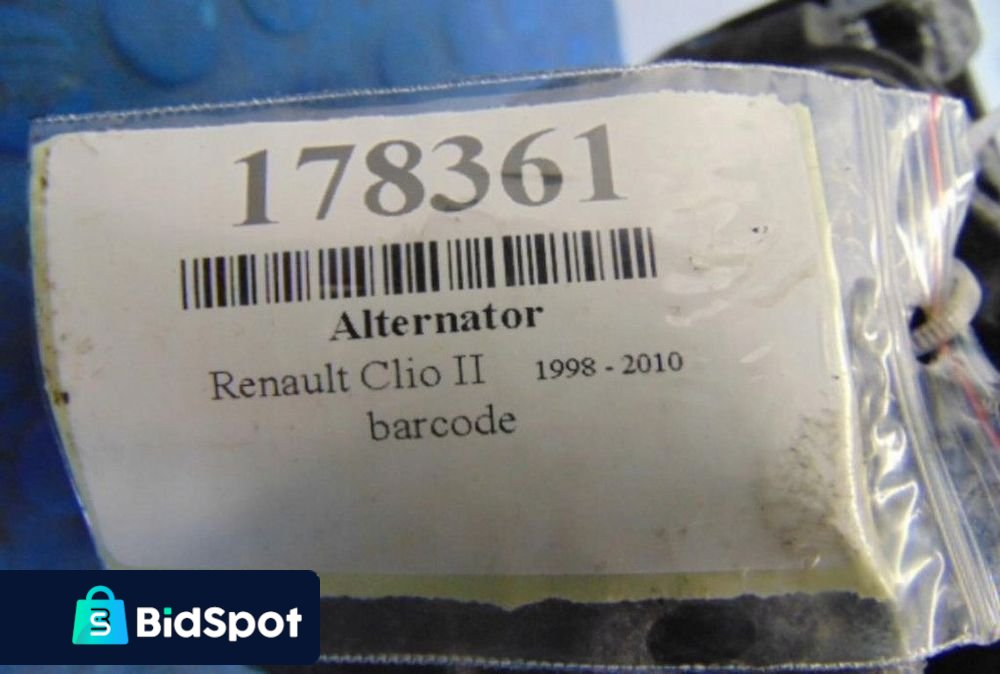 178361
Alternator
Renault Clio II 1998 - 2010
barcode
BidSpot